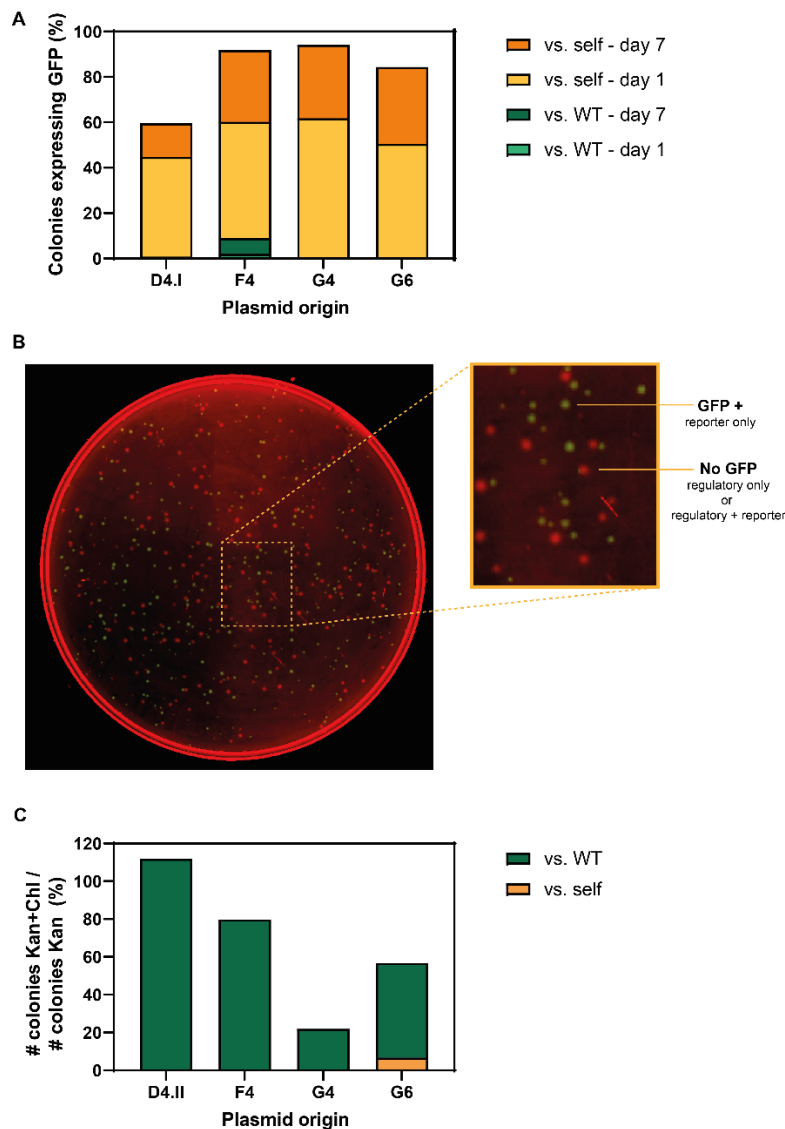 A
Colonies expressing GFP (%)
100
80
60
40
20
0
D4.I
F4
G4
G6
Plasmid origin
vs. self - day 7
vs. self - day 1
vs. WT - day 7
vs. WT - day 1
B
GFP +
reporter only
No GFP
regulatory only
or
regulatory + reporter
C
# colonies Kan+Chl /
# colonies Kan (%)
120
100
80
60
40
20
0
D4.II
F4
G4
G6
Plasmid origin
vs. WT
vs. self